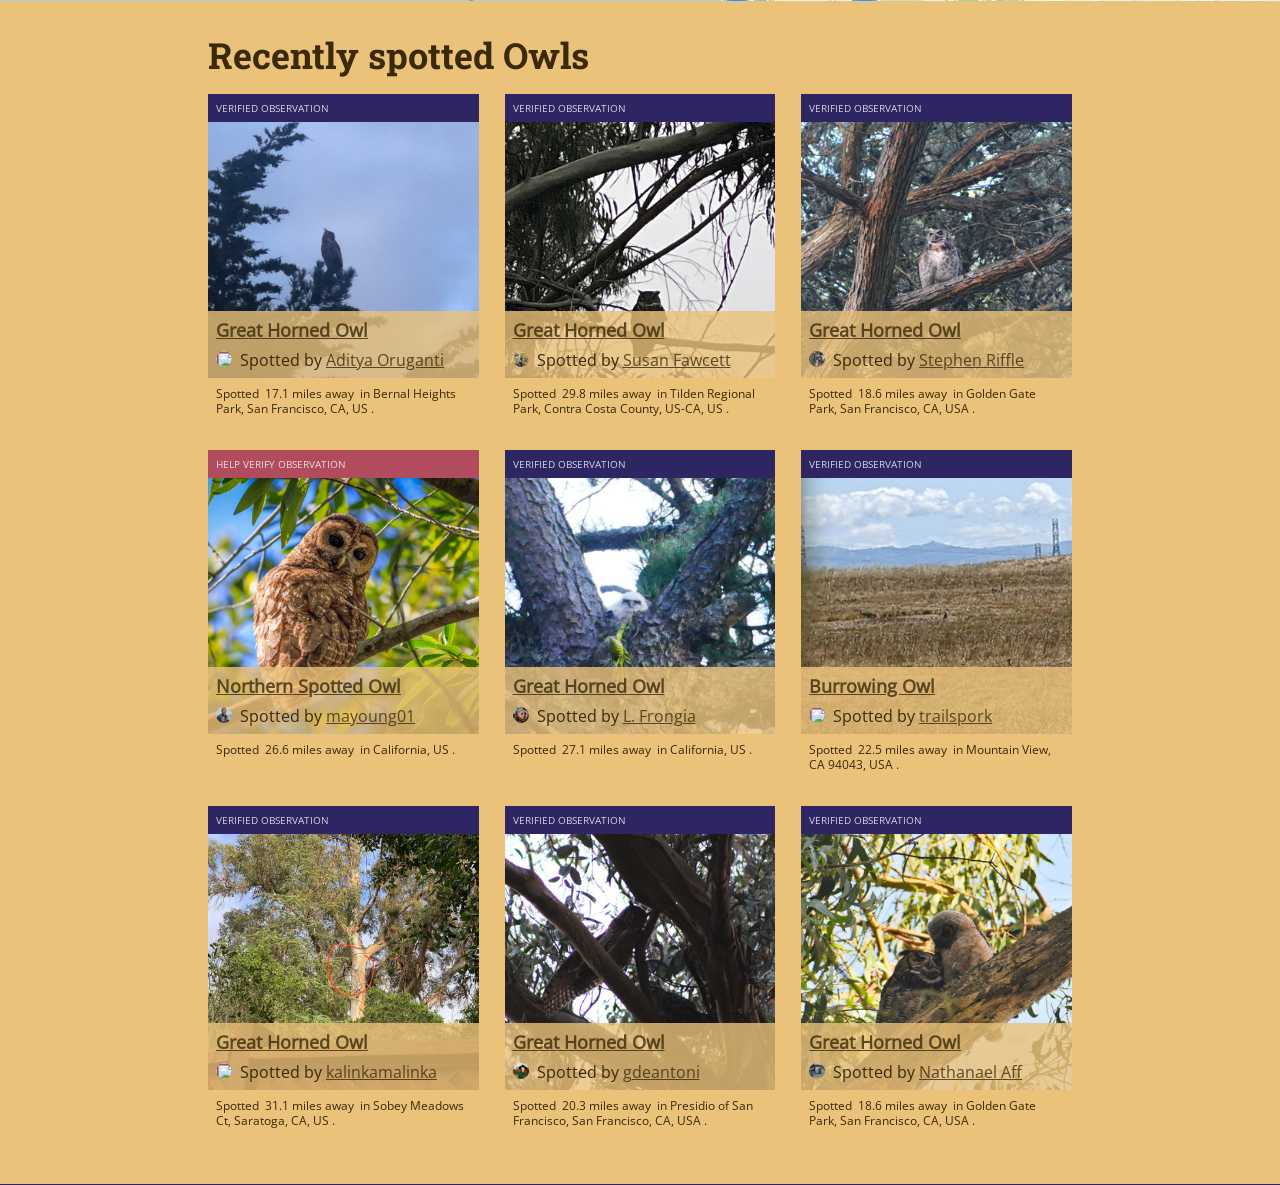 Recently spotted Owls
VERIFIED OBSERVATION
Great Horned Owl
Spotted by Aditya Oruganti
Spotted 17.1 miles away in Bernal Heights
Park, San Francisco, CA, US .
VERIFIED OBSERVATION
Great Horned Owl
Spotted by Susan Fawcett
Spotted 29.8 miles away in Tilden Regional
Park, Contra Costa County, US-CA, US .
VERIFIED OBSERVATION
Great Horned Owl
Spotted by Stephen Riffle
Spotted 18.6 miles away in Golden Gate
Park, San Francisco, CA, USA .
HELP VERIFY OBSERVATION
Northern Spotted Owl
Spotted by mayoung01
Spotted 26.6 miles away in California, US .
VERIFIED OBSERVATION
Great Horned Owl
Spotted by L. Frongia
Spotted 27.1 miles away in California, US .
VERIFIED OBSERVATION
Burrowing Owl
Spotted by trailspork
Spotted 22.5 miles away in Mountain View,
CA 94043, USA .
VERIFIED OBSERVATION
Great Horned Owl
Spotted by kalinkamalinka
Spotted 31.1 miles away in Sobey Meadows
Ct, Saratoga, CA, US .
VERIFIED OBSERVATION
Great Horned Owl
Spotted by gdeantoni
Spotted 20.3 miles away in Presidio of San
Francisco, San Francisco, CA, USA .
VERIFIED OBSERVATION
Great Horned Owl
Spotted by Nathanael Aff
Spotted 18.6 miles away in Golden Gate
Park, San Francisco, CA, USA .